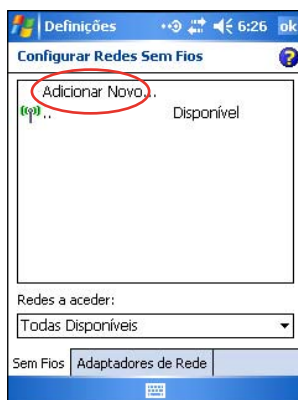 Definições 6:26 ok
Configurar Redes Sem Fios ?
Adicionar Novo...
.. Disponível
Redes a aceder:
Todas Disponíveis
Sem Fios Adaptadores de Rede